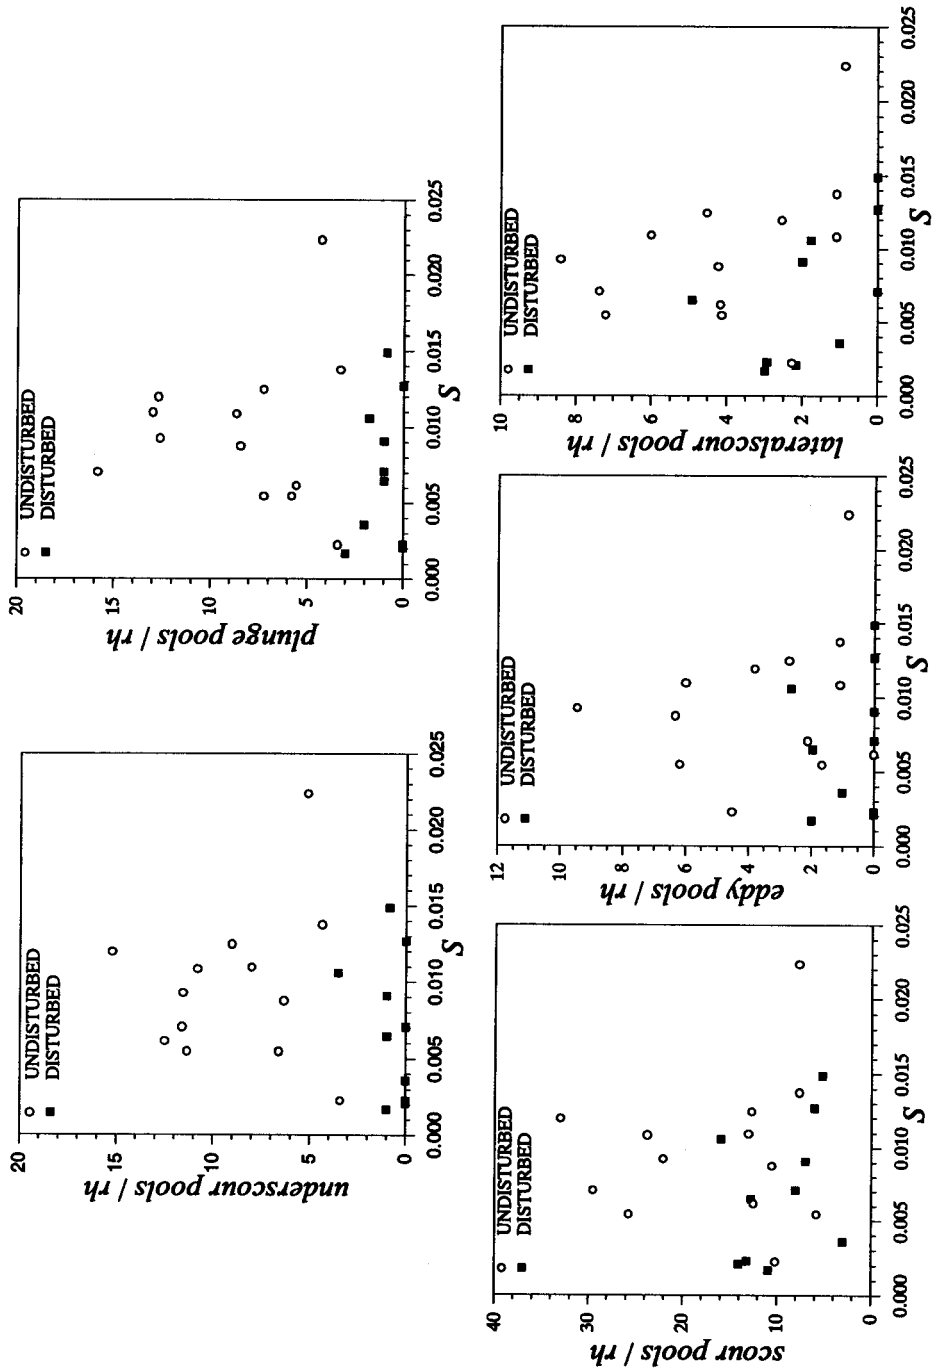 underscour pools / rh
20
15
10
5
0
UNDISTURBED
DISTURBED
0.000
0.005
0.010
0.015
0.020
0.025
S
plunge pools / rh
20
15
10
5
0
UNDISTURBED
DISTURBED
0.000
0.005
0.010
0.015
0.020
0.025
S
scour pools / rh
40
30
20
10
0
UNDISTURBED
DISTURBED
0.000
0.005
0.010
0.015
0.020
0.025
S
eddy pools / rh
12
10
8
6
4
2
0
UNDISTURBED
DISTURBED
0.000
0.005
0.010
0.015
0.020
0.025
S
lateralscour pools / rh
10
8
6
4
2
0
UNDISTURBED
DISTURBED
0.000
0.005
0.010
0.015
0.020
0.025
S